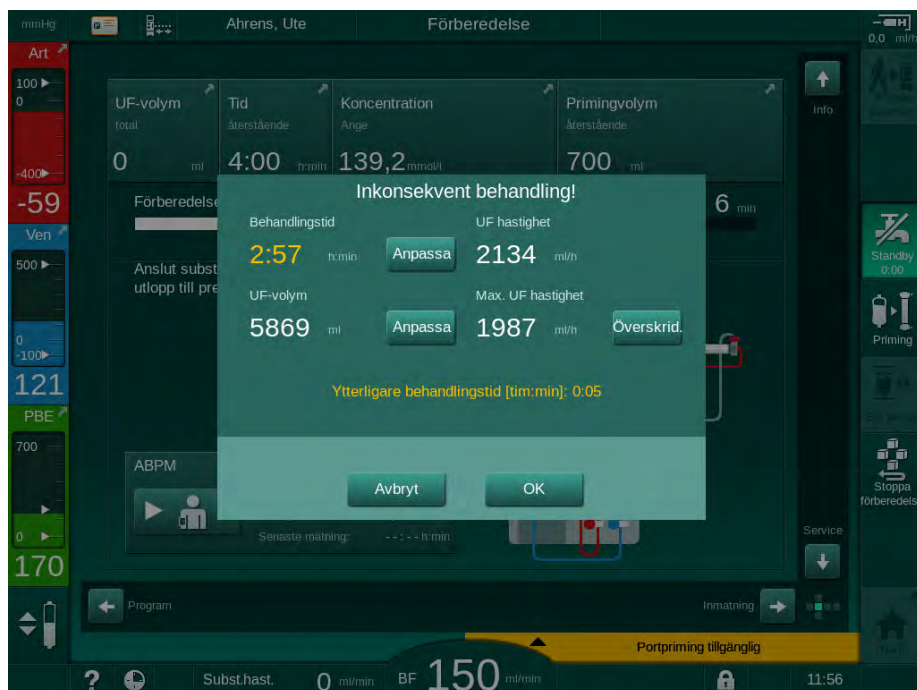 mmHg
Ahrens, Ute
Förberedelse
0,0 ml/h
Art
100
0
-400
-59
Ven
500
0
-100
121
PBE
700
0
170
UF-volym
total
0 ml
Tid
återstående
4:00 h:min
Koncentration
Ange
139,2 mmol/l
Primingvolym
återstående
700 ml
info
Förberedelse
6 min
Anslut subst
utlopp till pre
Inkonsekvent behandling!
Behandlingstid
2:57 h:min
Anpassa
UF hastighet
2134 ml/h
UF-volym
5869 ml
Anpassa
Max. UF hastighet
1987 ml/h
Överskrid.
Ytterligare behandlingstid [tim:min]: 0:05
Avbryt
OK
ABPM
Senaste mätning: --:-- h:min
Service
Program
Inmatning
Standby
0:00
Priming
Stoppa
förberedels
Portpriming tillgänglig
?
Subst.hast. 0 ml/min
BF 150 ml/min
11:56